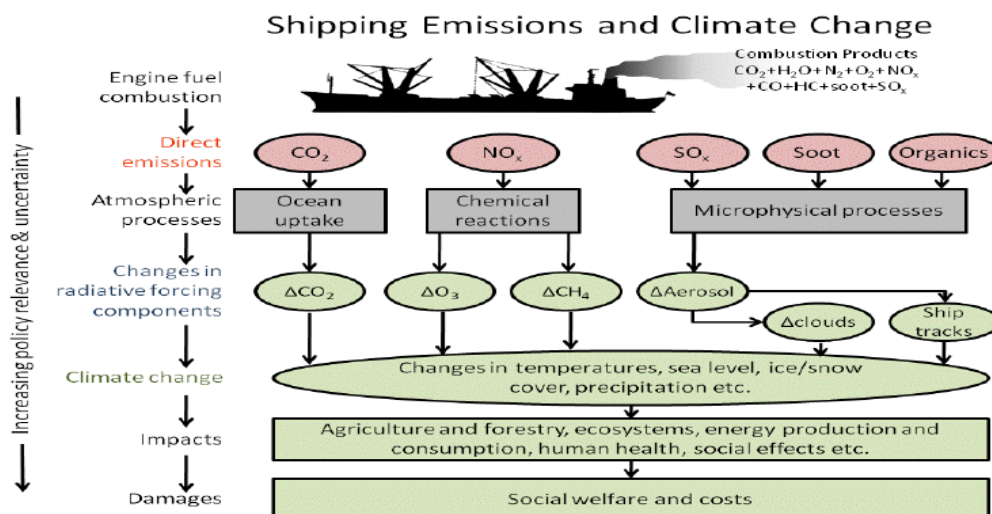 Shipping Emissions and Climate Change
Combustion Products
CO₂+H₂O+N₂+O₂+NOₓ
+CO+HC+soot+SOₓ
Engine fuel
combustion
Direct
emissions
CO₂
NOₓ
SOₓ
Soot
Organics
Atmospheric
processes
Ocean
uptake
Chemical
reactions
Microphysical processes
Changes in
radiative forcing
components
ΔCO₂
ΔO₃
ΔCH₄
ΔAerosol
Δclouds
Ship
tracks
Climate change
Changes in temperatures, sea level, ice/snow
cover, precipitation etc.
Impacts
Agriculture and forestry, ecosystems, energy production and
consumption, human health, social effects etc.
Damages
Social welfare and costs
Increasing policy relevance & uncertainty